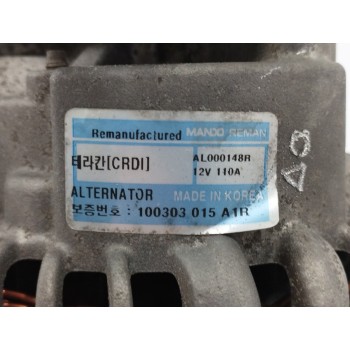 Remanufactured MANDO REMAN
테라칸[CRDI] AL000148R
12V 110A
ALTERNATOR MADE IN KOREA
보증번호 : 100303 015 A1R